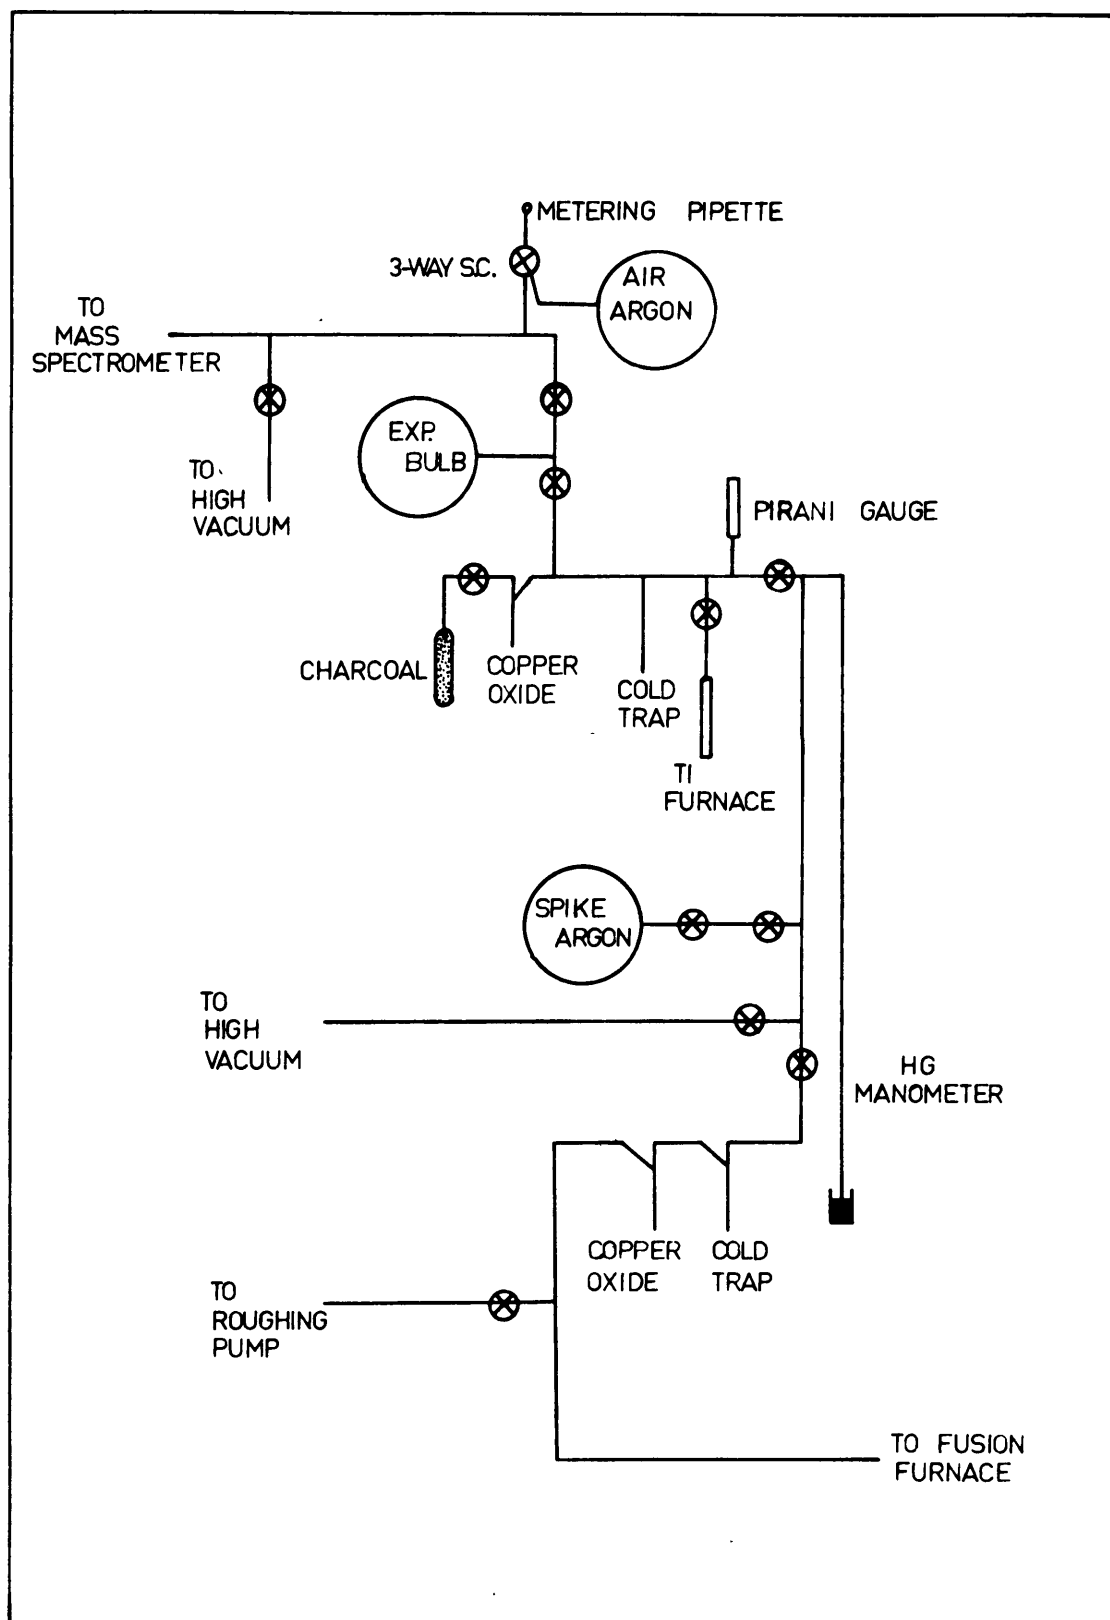 METERING PIPETTE
3-WAY S.C.
AIR
ARGON
TO
MASS
SPECTROMETER
EXP.
BULB
TO
HIGH
VACUUM
PIRANI GAUGE
CHARCOAL
COPPER
OXIDE
COLD
TRAP
TI
FURNACE
SPIKE
ARGON
TO
HIGH
VACUUM
HG
MANOMETER
COPPER
OXIDE
COLD
TRAP
TO
ROUGHING
PUMP
TO FUSION
FURNACE